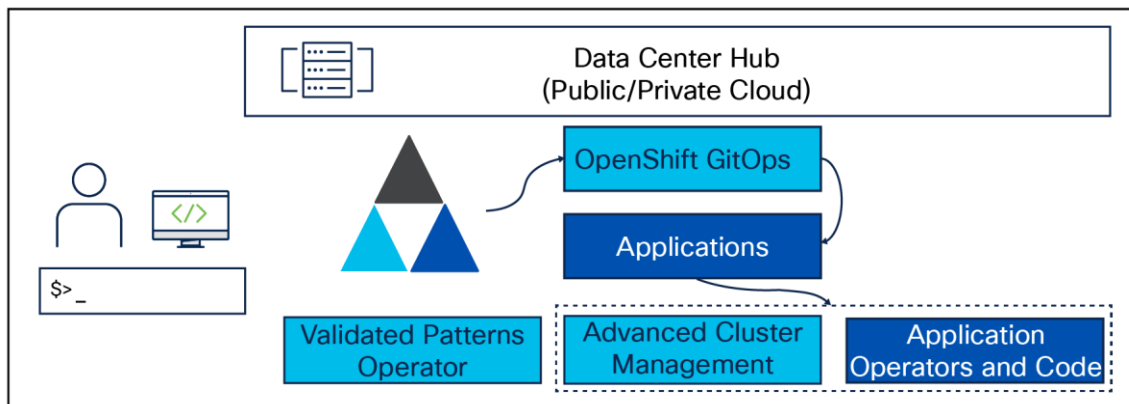 Data Center Hub
(Public/Private Cloud)
OpenShift GitOps
</>
Applications
$>_
Validated Patterns
Operator
Advanced Cluster
Management
Application
Operators and Code